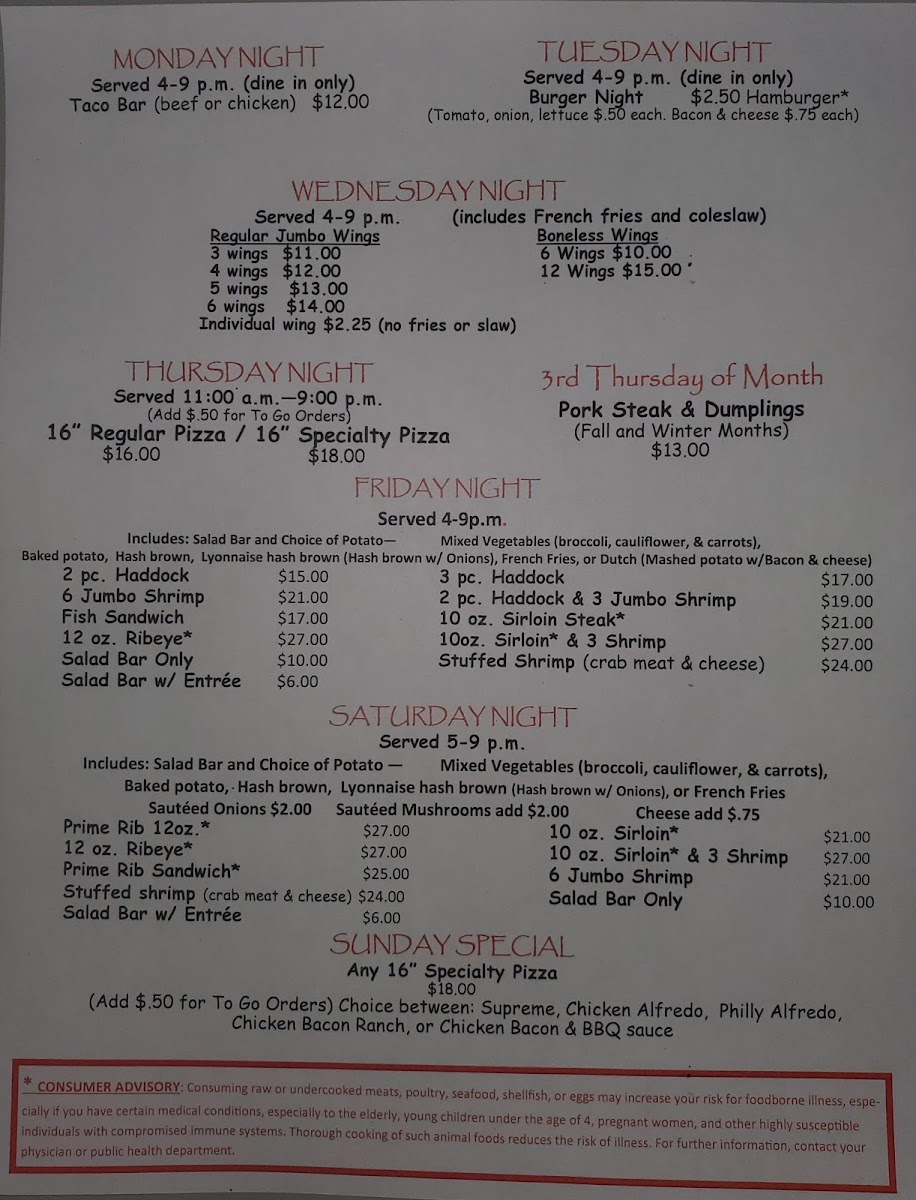 MONDAY NIGHT
Served 4-9 p.m. (dine in only)
Taco Bar (beef or chicken) $12.00
TUESDAY NIGHT
Served 4-9 p.m. (dine in only)
Burger Night $2.50 Hamburger*
(Tomato, onion, lettuce $.50 each. Bacon & cheese $.75 each)
WEDNESDAY NIGHT
Served 4-9 p.m. (includes French fries and coleslaw)
Regular Jumbo Wings
3 wings $11.00
4 wings $12.00
5 wings $13.00
6 wings $14.00
Individual wing $2.25 (no fries or slaw)
Boneless Wings
6 Wings $10.00
12 Wings $15.00
THURSDAY NIGHT
Served 11:00 a.m.—9:00 p.m.
(Add $.50 for To Go Orders)
16" Regular Pizza / 16" Specialty Pizza
$16.00 $18.00
3rd Thursday of Month
Pork Steak & Dumplings
(Fall and Winter Months)
$13.00
FRIDAY NIGHT
Served 4-9p.m.
Includes: Salad Bar and Choice of Potato— Mixed Vegetables (broccoli, cauliflower, & carrots),
Baked potato, Hash brown, Lyonnaise hash brown (Hash brown w/ Onions), French Fries, or Dutch (Mashed potato w/Bacon & cheese)
2 pc. Haddock $15.00
6 Jumbo Shrimp $21.00
Fish Sandwich $17.00
12 oz. Ribeye* $27.00
Salad Bar Only $10.00
Salad Bar w/ Entrée $6.00
3 pc. Haddock $17.00
2 pc. Haddock & 3 Jumbo Shrimp $19.00
10 oz. Sirloin Steak* $21.00
10oz. Sirloin* & 3 Shrimp $27.00
Stuffed Shrimp (crab meat & cheese) $24.00
SATURDAY NIGHT
Served 5-9 p.m.
Includes: Salad Bar and Choice of Potato — Mixed Vegetables (broccoli, cauliflower, & carrots),
Baked potato, Hash brown, Lyonnaise hash brown (Hash brown w/ Onions), or French Fries
Sautéed Onions $2.00 Sautéed Mushrooms add $2.00 Cheese add $.75
Prime Rib 12oz.* $27.00
12 oz. Ribeye* $27.00
Prime Rib Sandwich* $25.00
Stuffed shrimp (crab meat & cheese) $24.00
Salad Bar w/ Entrée $6.00
10 oz. Sirloin* $21.00
10 oz. Sirloin* & 3 Shrimp $27.00
6 Jumbo Shrimp $21.00
Salad Bar Only $10.00
SUNDAY SPECIAL
Any 16" Specialty Pizza
$18.00
(Add $.50 for To Go Orders) Choice between: Supreme, Chicken Alfredo, Philly Alfredo,
Chicken Bacon Ranch, or Chicken Bacon & BBQ sauce
* CONSUMER ADVISORY: Consuming raw or undercooked meats, poultry, seafood, shellfish, or eggs may increase your risk for foodborne illness, espe-
cially if you have certain medical conditions, especially to the elderly, young children under the age of 4, pregnant women, and other highly susceptible
individuals with compromised immune systems. Thorough cooking of such animal foods reduces the risk of illness. For further information, contact your
physician or public health department.